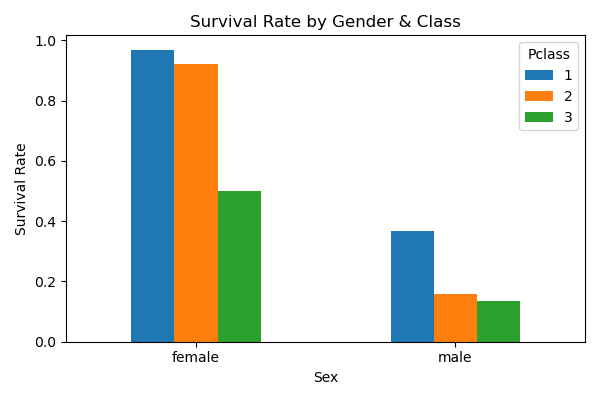 Survival Rate by Gender & Class
Pclass
1
2
3
Survival Rate
1.0
0.8
0.6
0.4
0.2
0.0
female
male
Sex